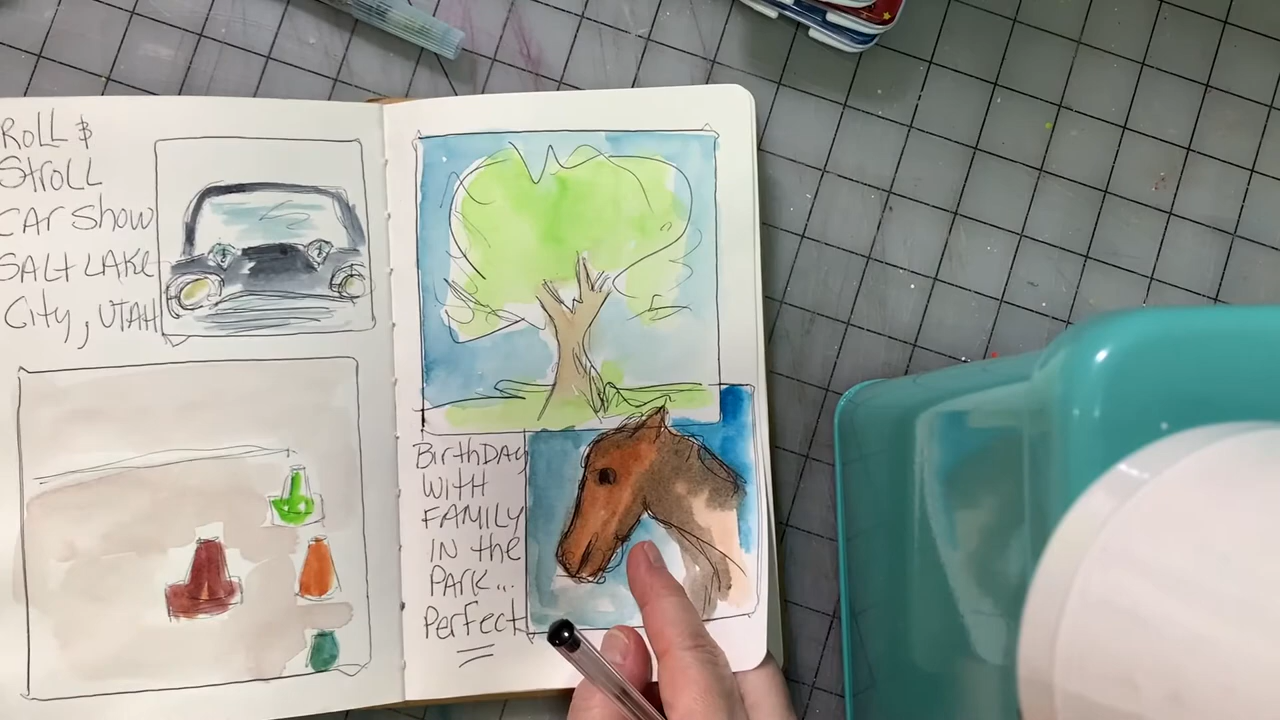 ROLL &
STROLL
CAR SHOW
SALT LAKE
CITY, UTAH
BirthDAY
WITH
FAMILY
IN the
PARK...
PerFect